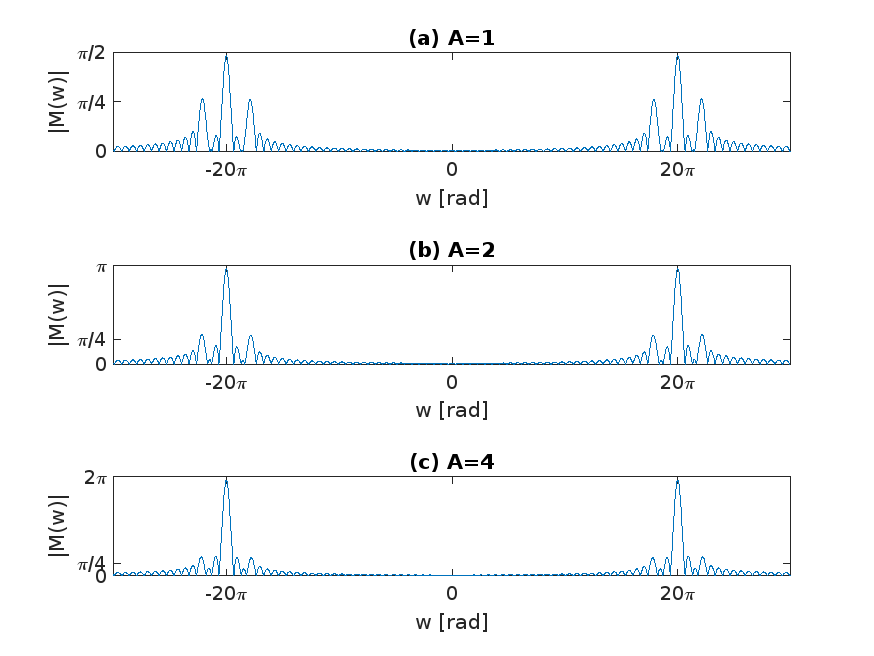 (a) A=1
π/2
π/4
0
|M(w)|
-20π 0 20π
w [rad]
(b) A=2
π
π/4
0
|M(w)|
-20π 0 20π
w [rad]
(c) A=4
2π
π/4
0
|M(w)|
-20π 0 20π
w [rad]